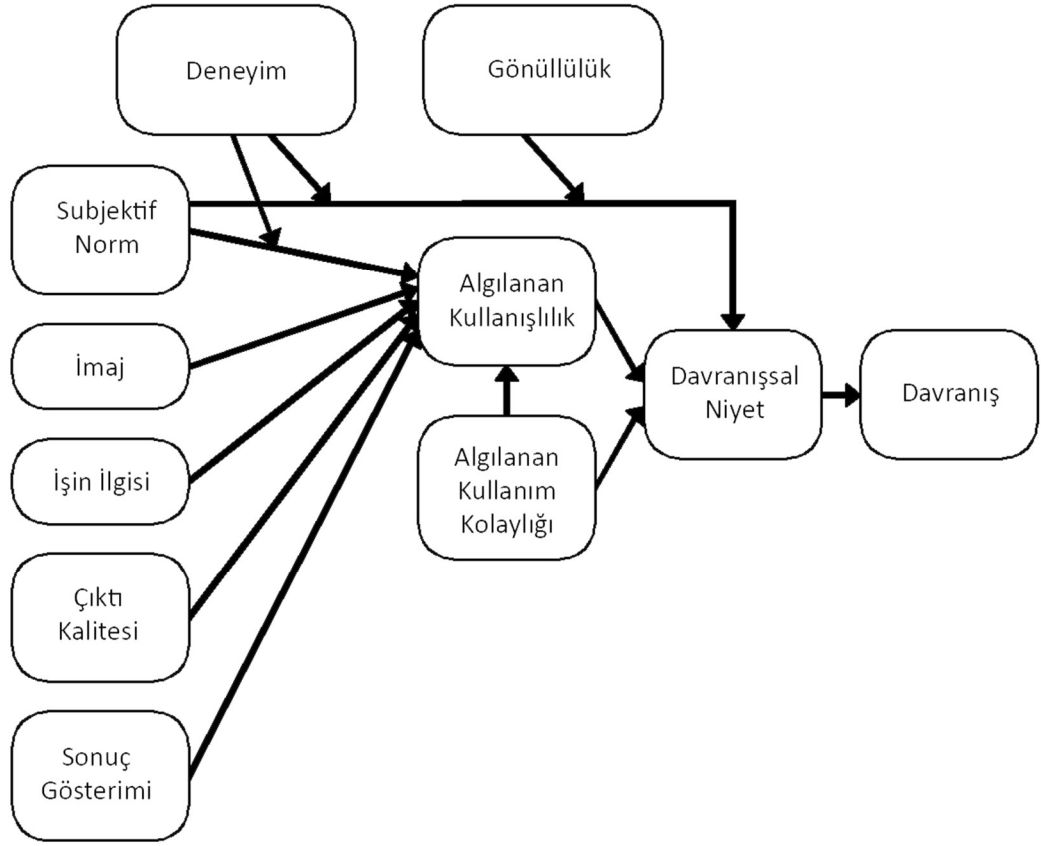 Deneyim
Gönüllülük
Subjektif
Norm
Algılanan
Kullanışlılık
İmaj
Davranışsal
Niyet
Davranış
İşin İlgisi
Algılanan
Kullanım
Kolaylığı
Çıktı
Kalitesi
Sonuç
Gösterimi